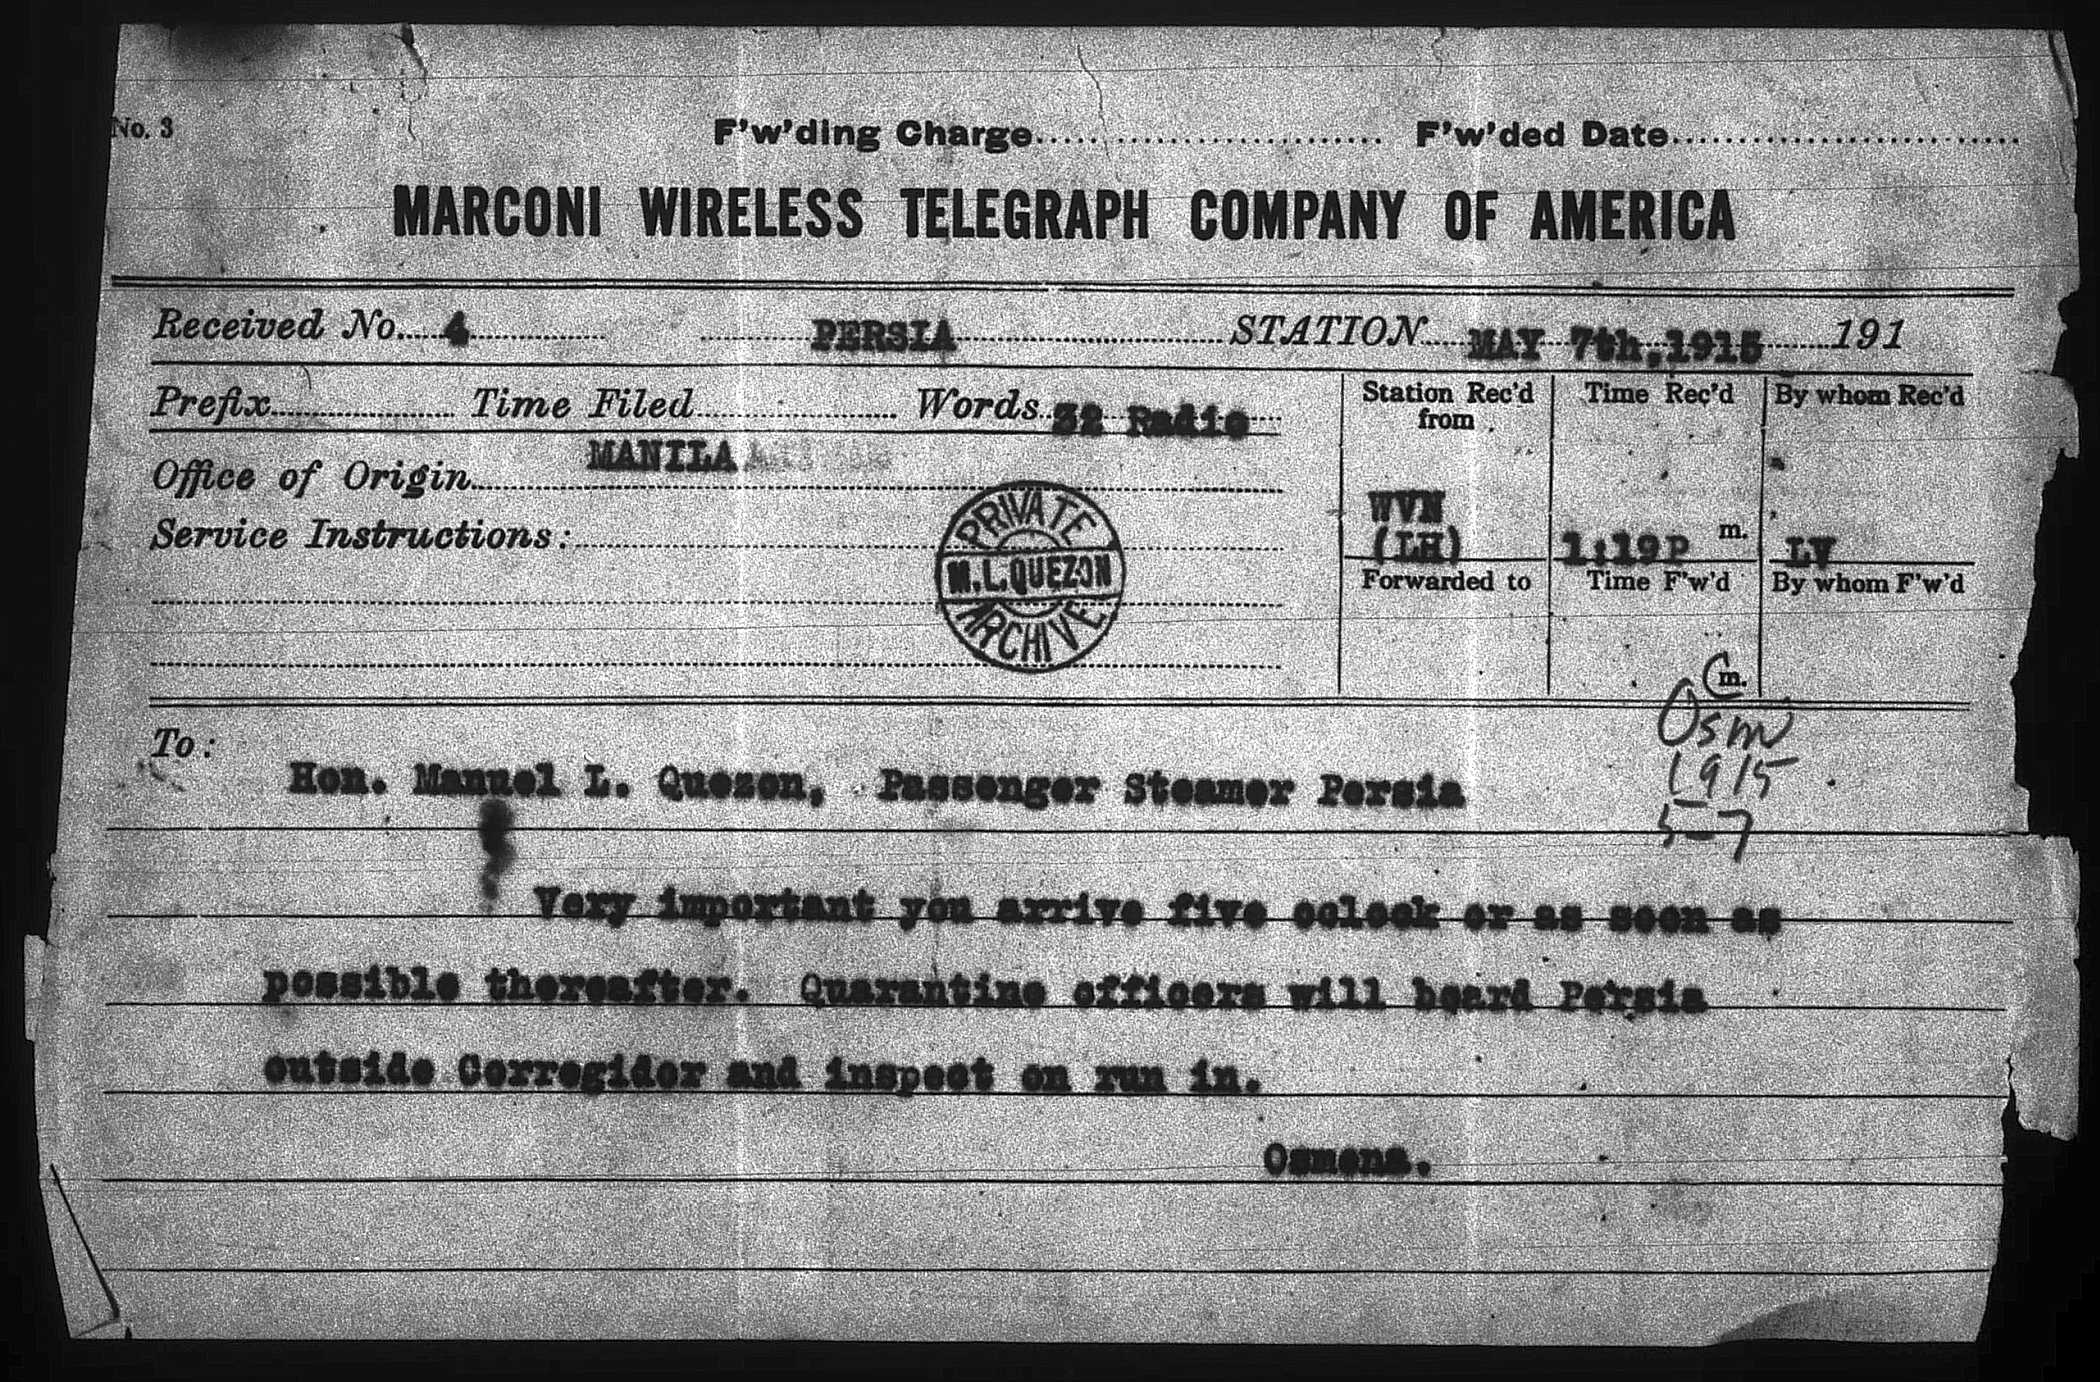 No. 3
F'w'ding Charge.............................. F'w'ded Date..............................
MARCONI WIRELESS TELEGRAPH COMPANY OF AMERICA
Received No....4............ PERSIA........................STATION....MAY 7th,1915......191
Prefix.................. Time Filed.................. Words..32 Radio...
Station Rec'd from
Time Rec'd
By whom Rec'd
Office of Origin MANILA
WVN
(LH)
1:19P m.
LV
Service Instructions:
Forwarded to
Time F'w'd
By whom F'w'd
m.
PRIVATE
M.L.QUEZON
ARCHIVE
C
Osm
1915
5-7
To:
Hon. Manuel L. Quezon, Passenger Steamer Persia
Very important you arrive five oclock or as soon as
possible thereafter. Quarantine officers will board Persia
outside Corregidor and inspect on run in.
Osmena.